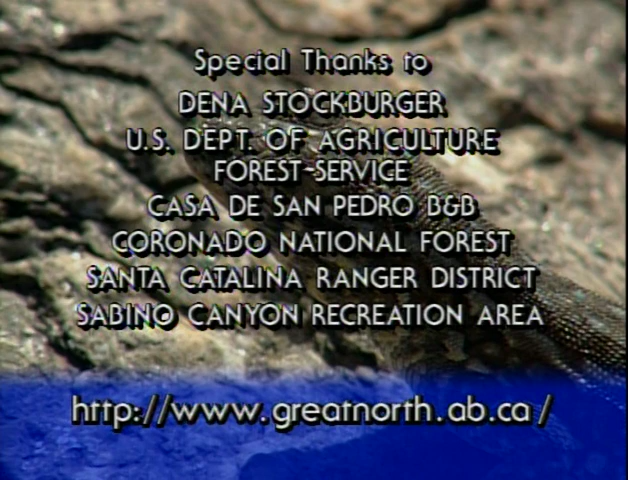 Special Thanks to
DENA STOCKBURGER
U.S. DEPT. OF AGRICULTURE
FOREST-SERVICE
CASA DE SAN PEDRO B&B
CORONADO NATIONAL FOREST
SANTA CATALINA RANGER DISTRICT
SABINO CANYON RECREATION AREA
http://www.greatnorth.ab.ca/